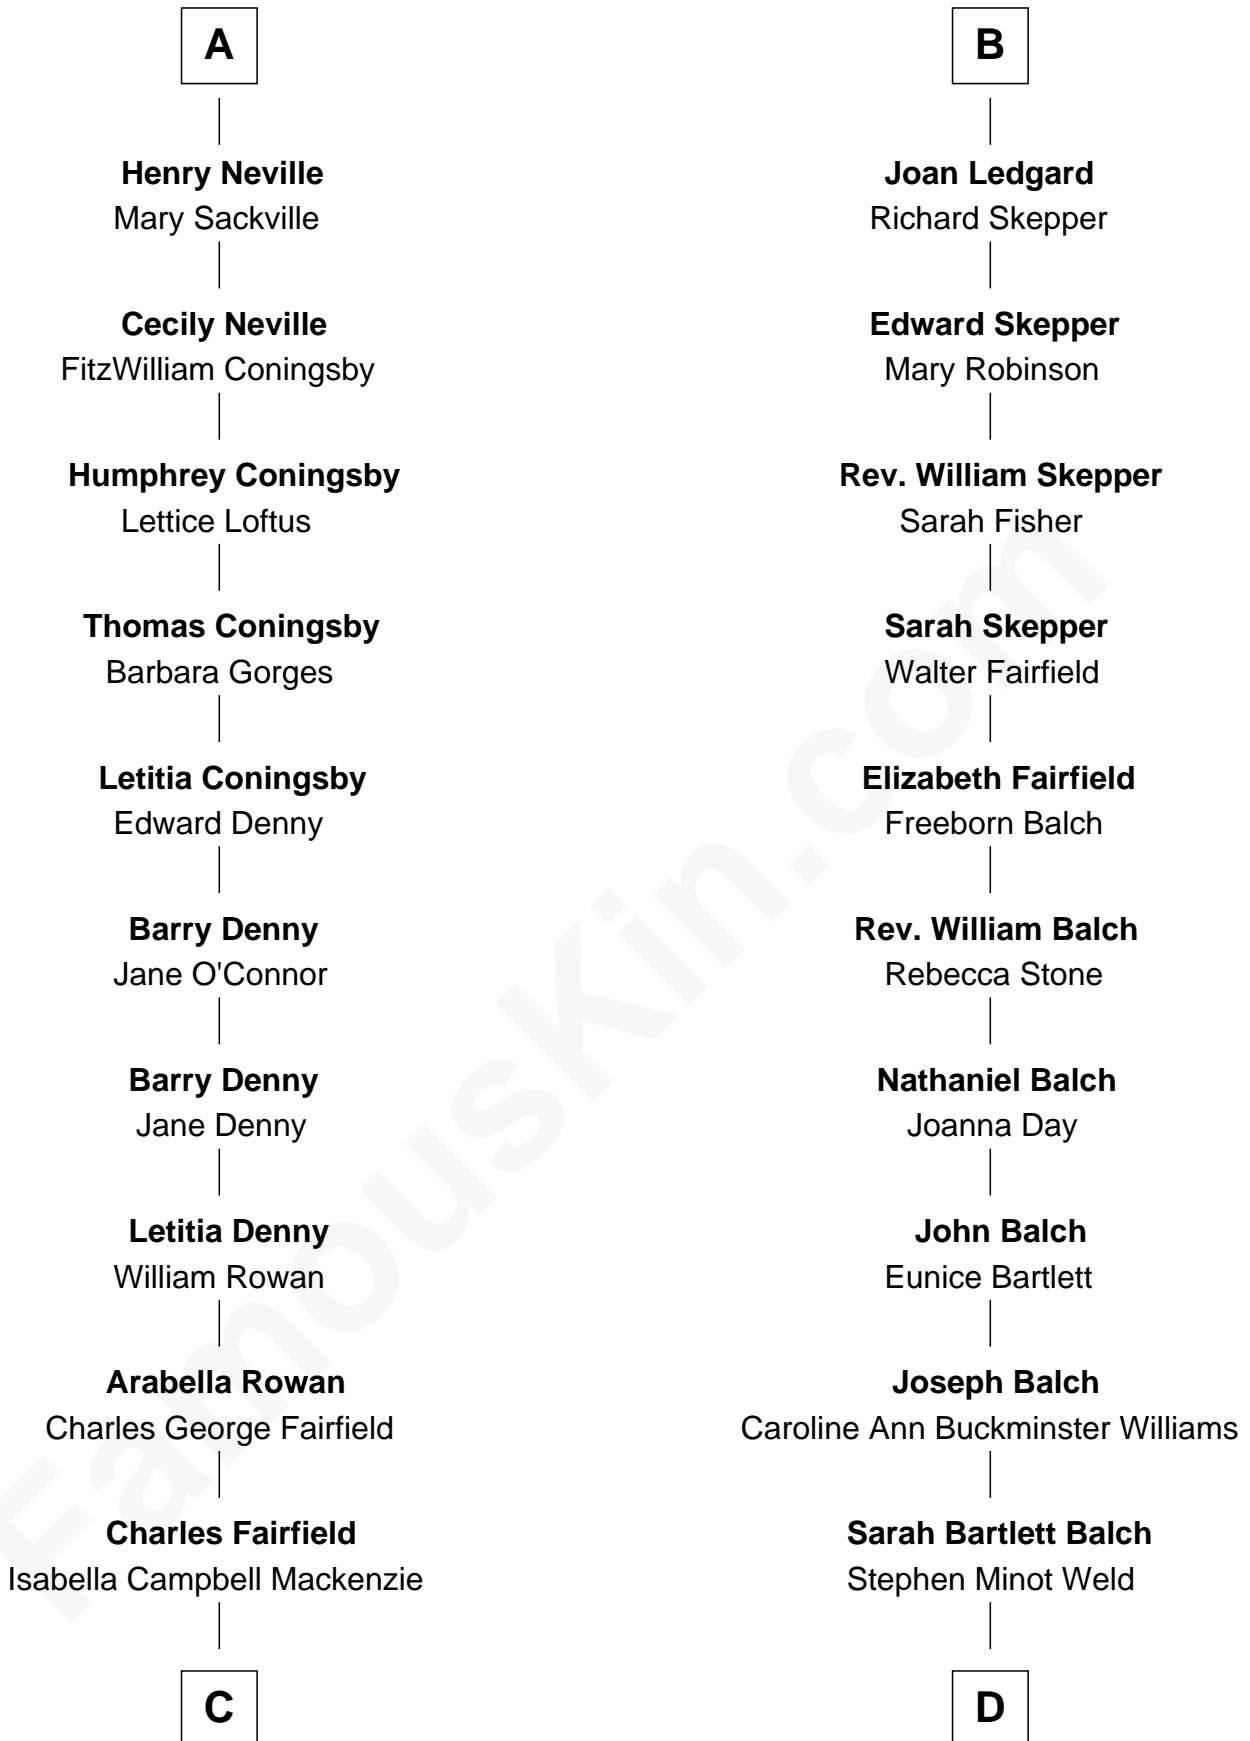 A
Henry Neville
Mary Sackville
Cecily Neville
FitzWilliam Coningsby
Humphrey Coningsby
Lettice Loftus
Thomas Coningsby
Barbara Gorges
Letitia Coningsby
Edward Denny
Barry Denny
Jane O'Connor
Barry Denny
Jane Denny
Letitia Denny
William Rowan
Arabella Rowan
Charles George Fairfield
Charles Fairfield
Isabella Campbell Mackenzie
C
B
Joan Ledgard
Richard Skepper
Edward Skepper
Mary Robinson
Rev. William Skepper
Sarah Fisher
Sarah Skepper
Walter Fairfield
Elizabeth Fairfield
Freeborn Balch
Rev. William Balch
Rebecca Stone
Nathaniel Balch
Joanna Day
John Balch
Eunice Bartlett
Joseph Balch
Caroline Ann Buckminster Williams
Sarah Bartlett Balch
Stephen Minot Weld
D
FamousKin.com